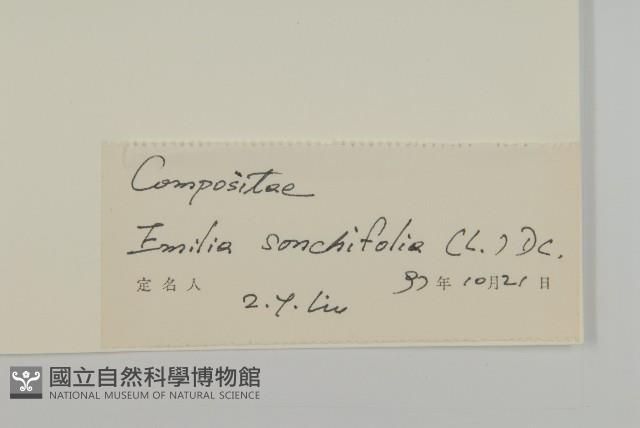 Compositae
Emilia sonchifolia (L.) DC.
定名人 97年10月21日
Z. Y. Liu
國立自然科學博物館
NATIONAL MUSEUM OF NATURAL SCIENCE